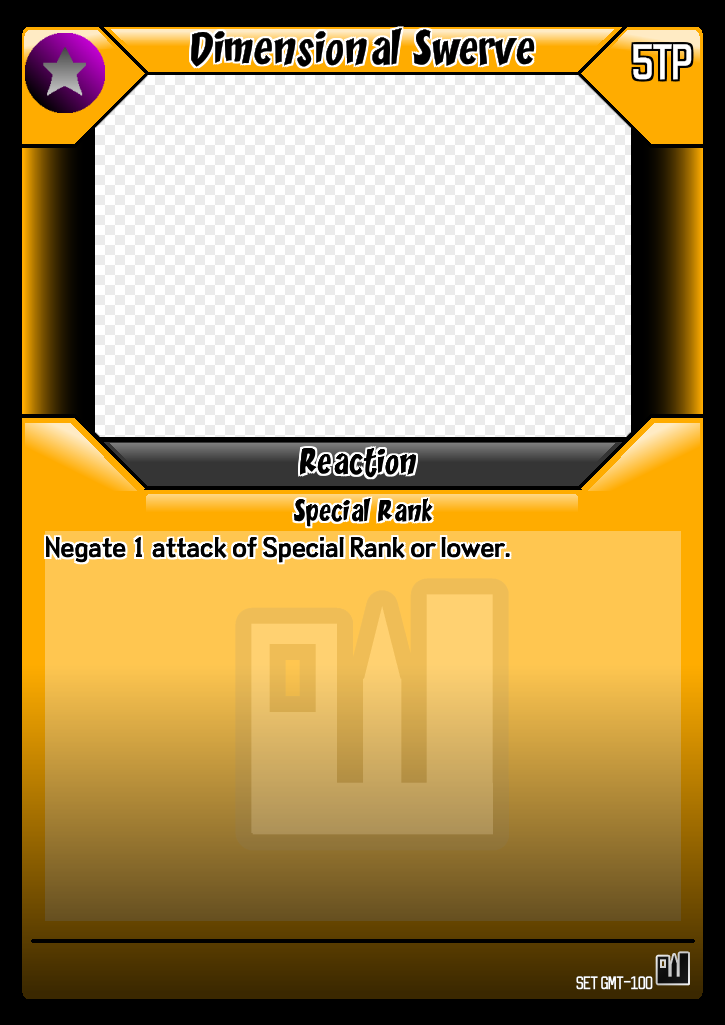 Dimensional Swerve
5TP
Reaction
Special Rank
Negate 1 attack of Special Rank or lower.
SET GMT-100